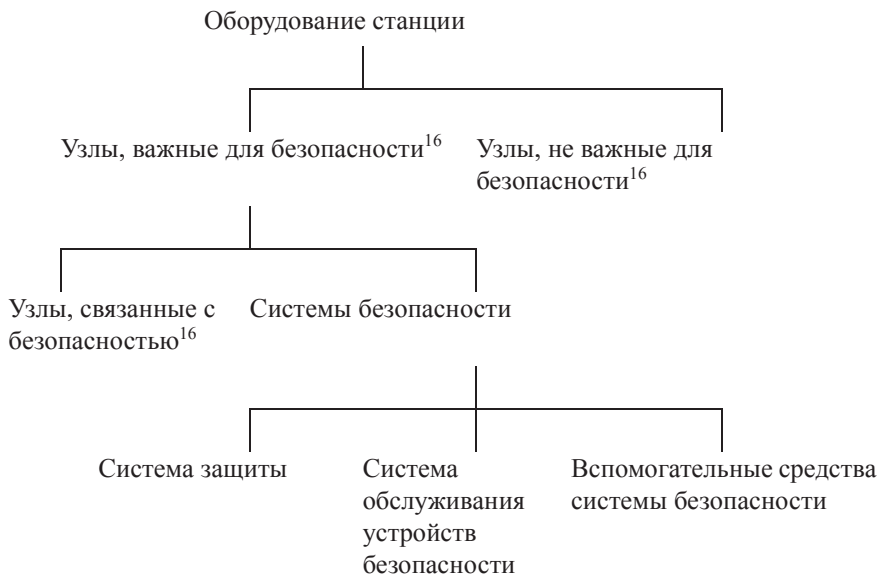 Оборудование станции
Узлы, важные для безопасности¹⁶
Узлы, не важные для
безопасности¹⁶
Узлы, связанные с
безопасностью¹⁶
Системы безопасности
Система защиты
Система
обслуживания
устройств
безопасности
Вспомогательные средства
системы безопасности